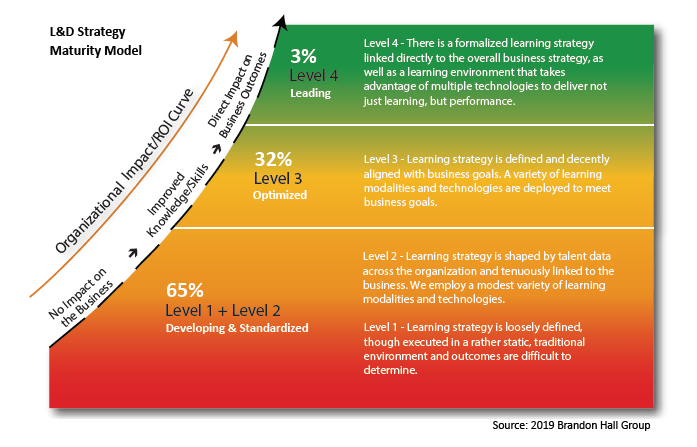 L&D Strategy
Maturity Model
Organizational Impact/ROI Curve
Direct Impact on
Business Outcomes
Improved
Knowledge/Skills
No Impact on
the Business
3%
Level 4
Leading
Level 4 - There is a formalized learning strategy
linked directly to the overall business strategy, as
well as a learning environment that takes
advantage of multiple technologies to deliver not
just learning, but performance.
32%
Level 3
Optimized
Level 3 - Learning strategy is defined and decently
aligned with business goals. A variety of learning
modalities and technologies are deployed to meet
business goals.
65%
Level 1 + Level 2
Developing & Standardized
Level 2 - Learning strategy is shaped by talent data
across the organization and tenuously linked to the
business. We employ a modest variety of learning
modalities and technologies.
Level 1 - Learning strategy is loosely defined,
though executed in a rather static, traditional
environment and outcomes are difficult to
determine.
Source: 2019 Brandon Hall Group